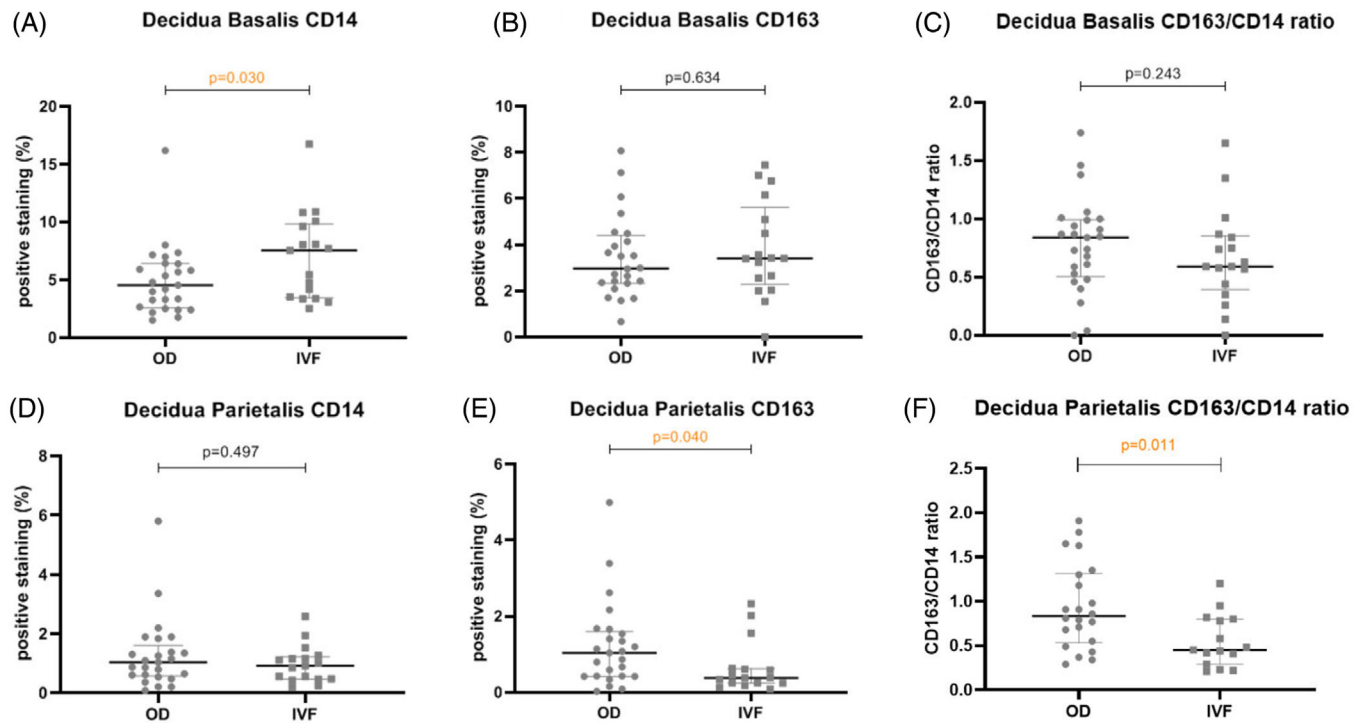 (A) Decidua Basalis CD14
p=0.030
positive staining (%)
20
15
10
5
0
OD IVF
(B) Decidua Basalis CD163
p=0.634
positive staining (%)
10
8
6
4
2
0
OD IVF
(C) Decidua Basalis CD163/CD14 ratio
p=0.243
CD163/CD14 ratio
2.0
1.5
1.0
0.5
0.0
OD IVF
(D) Decidua Parietalis CD14
p=0.497
positive staining (%)
8
6
4
2
0
OD IVF
(E) Decidua Parietalis CD163
p=0.040
positive staining (%)
6
4
2
0
OD IVF
(F) Decidua Parietalis CD163/CD14 ratio
p=0.011
CD163/CD14 ratio
2.5
2.0
1.5
1.0
0.5
0.0
OD IVF